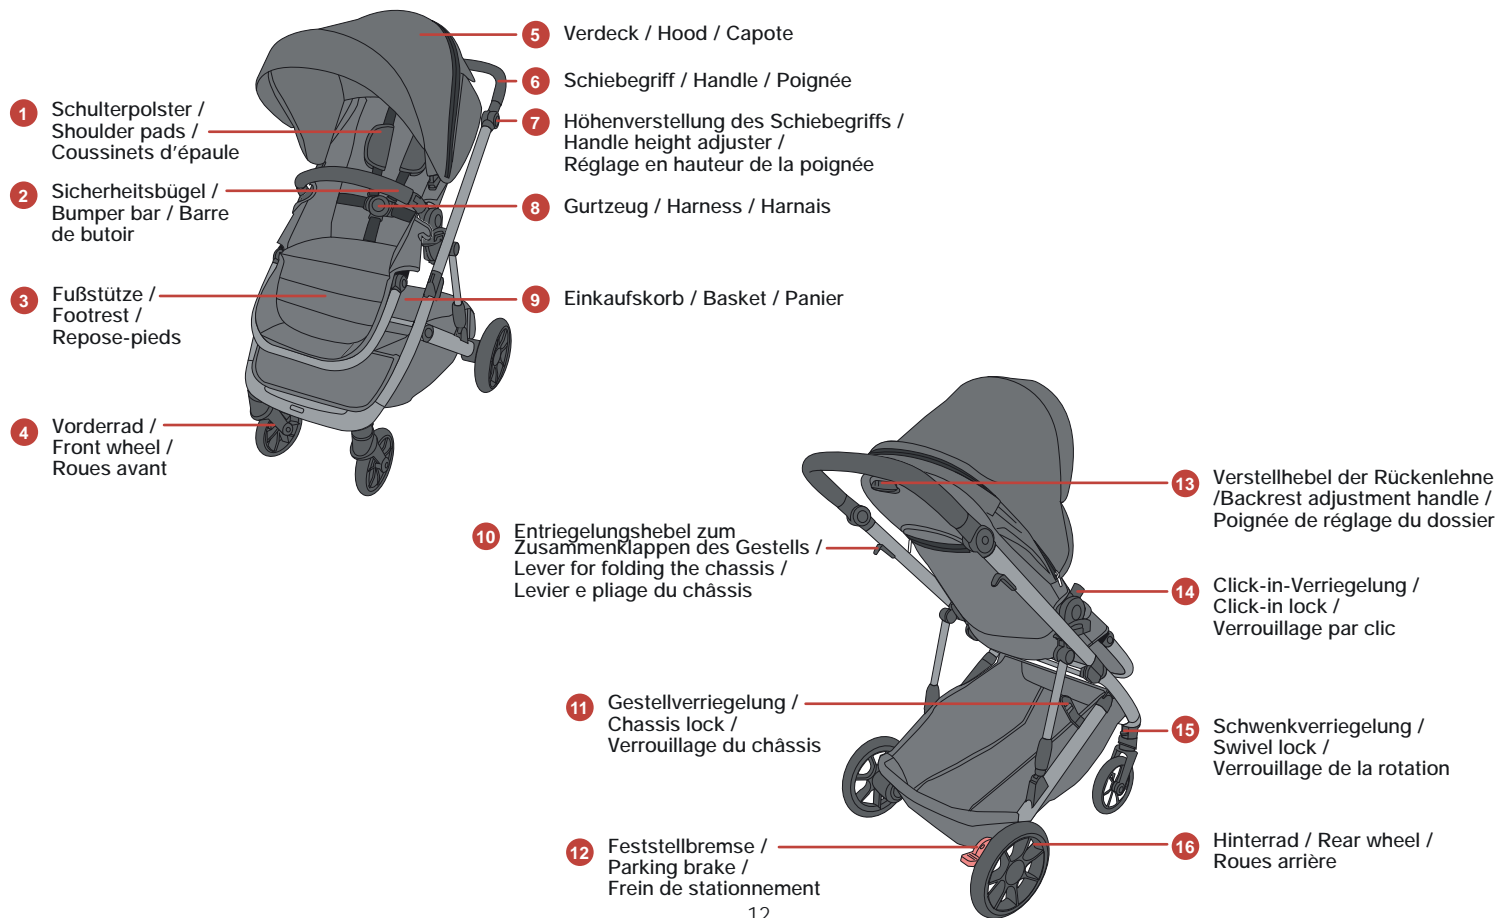 1 Schulterpolster /
Shoulder pads /
Coussinets d'épaule
2 Sicherheitsbügel /
Bumper bar / Barre
de butoir
3 Fußstütze /
Footrest /
Repose-pieds
4 Vorderrad /
Front wheel /
Roues avant
5 Verdeck / Hood / Capote
6 Schiebegriff / Handle / Poignée
7 Höhenverstellung des Schiebegriffs /
Handle height adjuster /
Réglage en hauteur de la poignée
8 Gurtzeug / Harness / Harnais
9 Einkaufskorb / Basket / Panier
10 Entriegelungshebel zum
Zusammenklappen des Gestells /
Lever for folding the chassis /
Levier e pliage du châssis
11 Gestellverriegelung /
Chassis lock /
Verrouillage du châssis
12 Feststellbremse /
Parking brake /
Frein de stationnement
13 Verstellhebel der Rückenlehne
/Backrest adjustment handle /
Poignée de réglage du dossier
14 Click-in-Verriegelung /
Click-in lock /
Verrouillage par clic
15 Schwenkverriegelung /
Swivel lock /
Verrouillage de la rotation
16 Hinterrad / Rear wheel /
Roues arrière
12